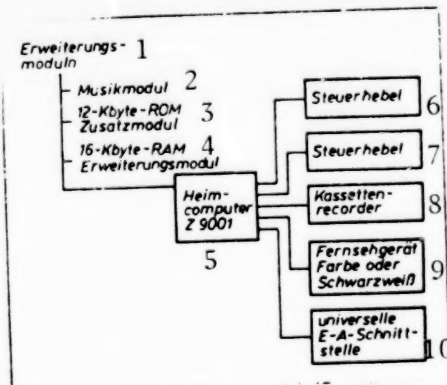 Erweiterungs- 1
moduln
Musikmodul 2
12-Kbyte-ROM 3
Zusatzmodul
16-Kbyte-RAM 4
Erweiterungsmodul
Heim-
computer
Z 9001
5
Steuerhebel 6
Steuerhebel 7
Kassetten-
recorder 8
Fernsehgerät
Farbe oder 9
Schwarzweiß
universelle
E-A-Schnitt-
stelle 10